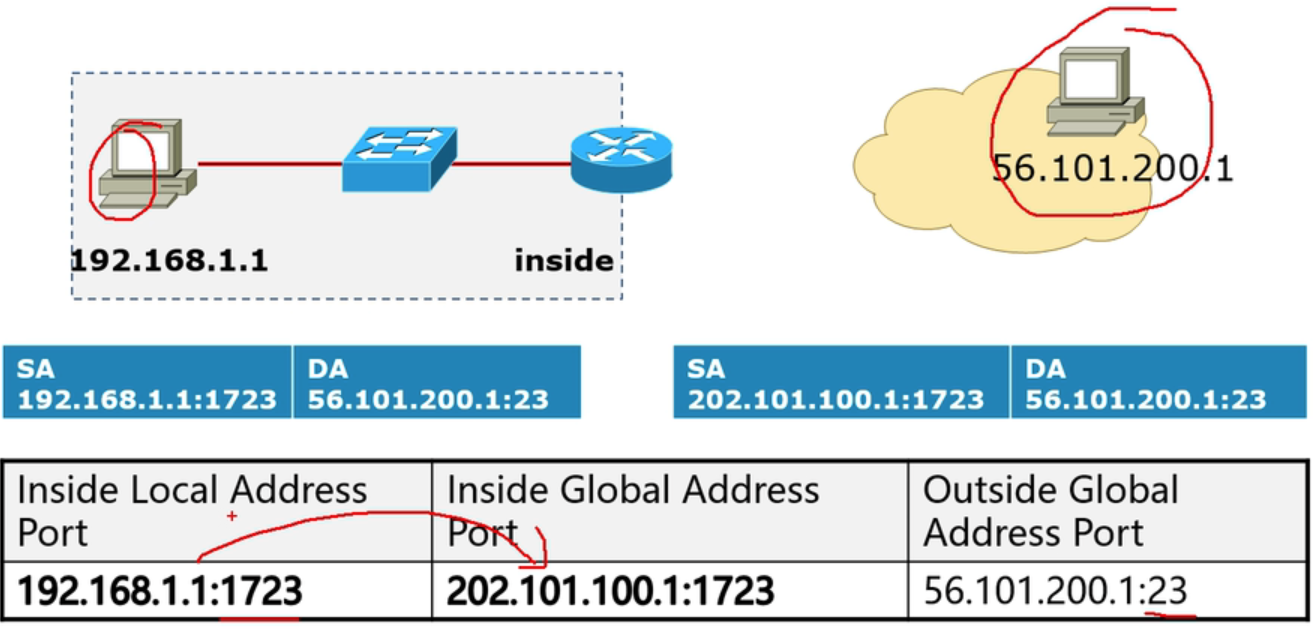 56.101.200.1
192.168.1.1
inside
SA
192.168.1.1:1723
DA
56.101.200.1:23
SA
202.101.100.1:1723
DA
56.101.200.1:23
Inside Local Address
Port
Inside Global Address
Port
Outside Global
Address Port
192.168.1.1:1723
202.101.100.1:1723
56.101.200.1:23